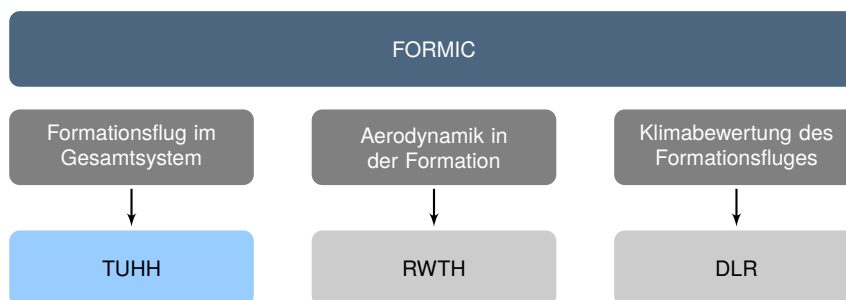 FORMIC
Formationsflug im
Gesamtsystem
Aerodynamik in
der Formation
Klimabewertung des
Formationsfluges
TUHH
RWTH
DLR